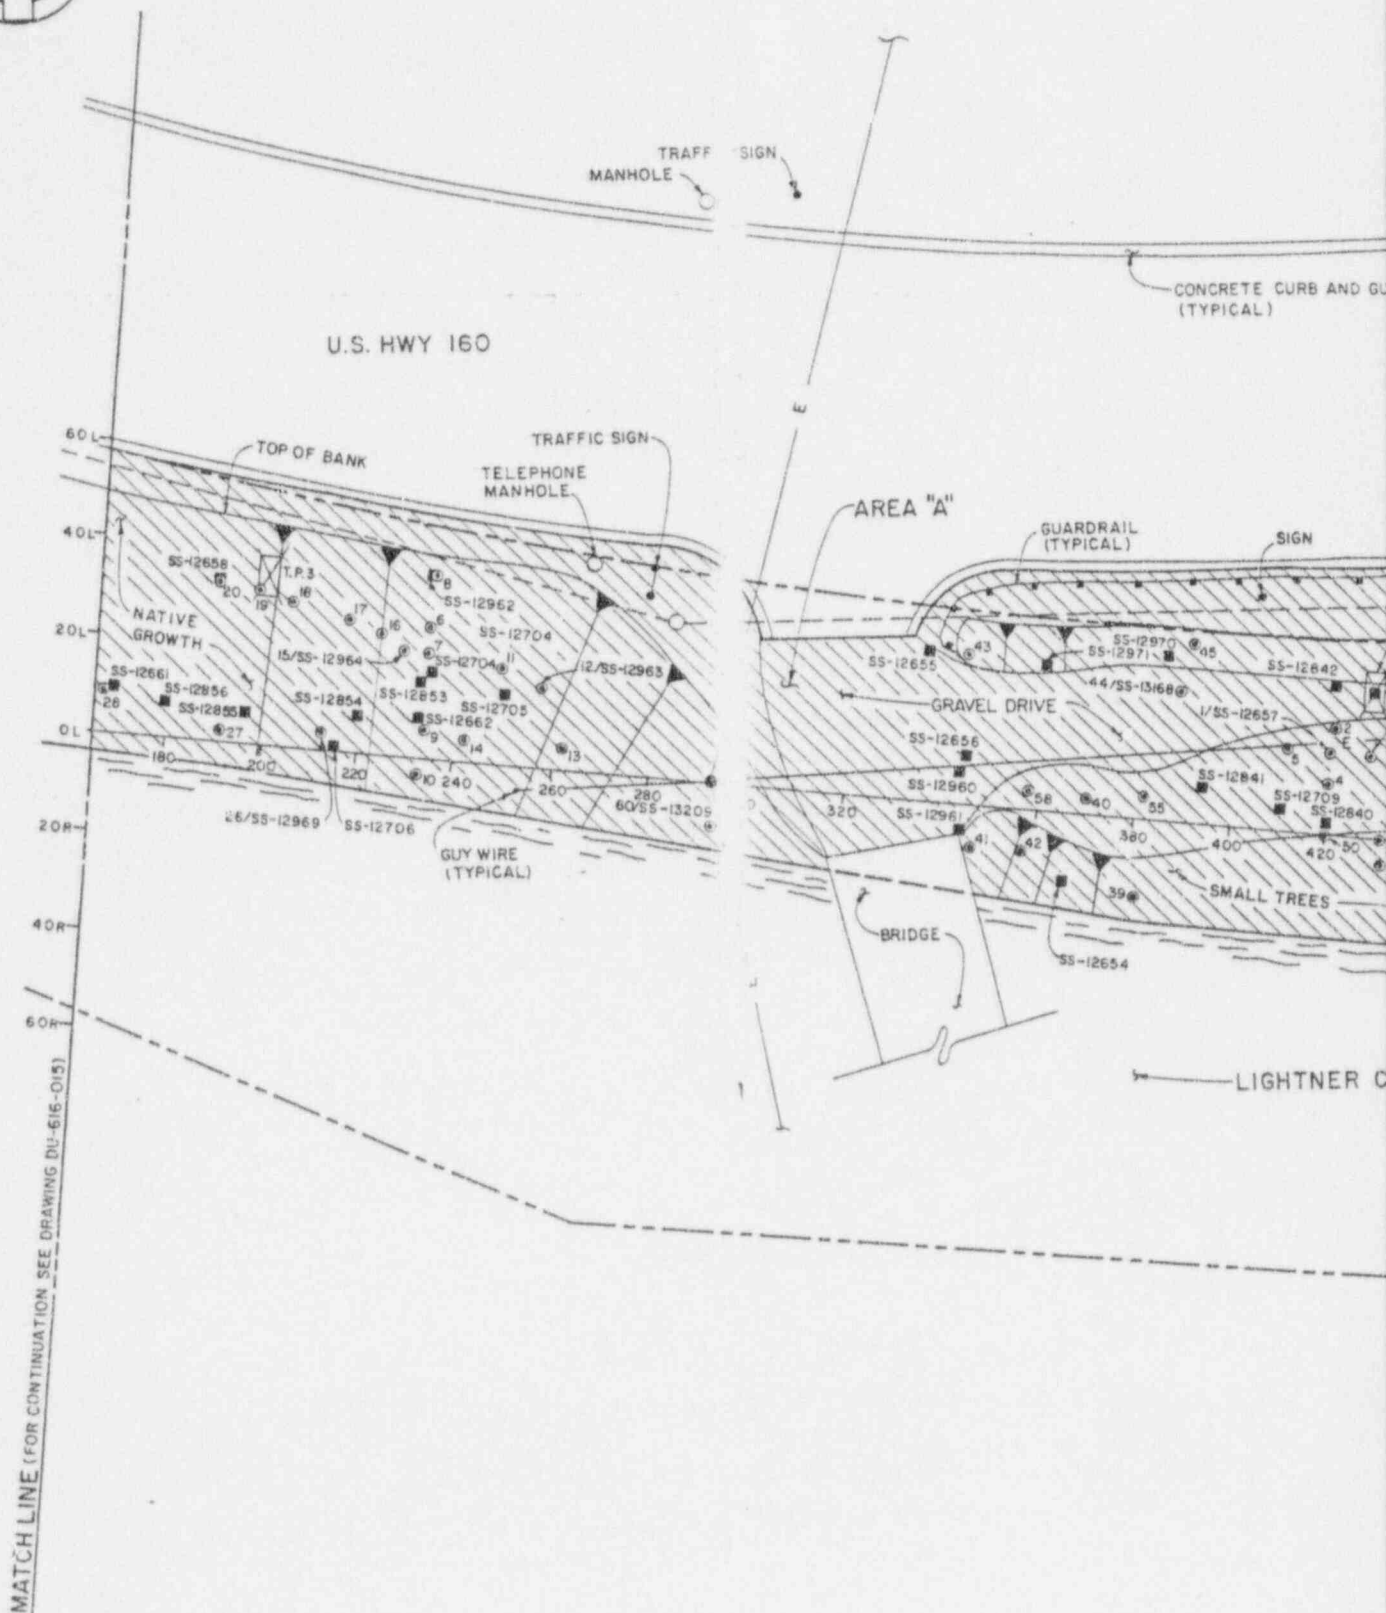 TRAFF SIGN
MANHOLE
CONCRETE CURB AND GU
(TYPICAL)
U.S. HWY 160
E
60L
TOP OF BANK
TRAFFIC SIGN
TELEPHONE
MANHOLE
AREA "A"
GUARDRAIL
(TYPICAL)
SIGN
40L
SS-12658
20
T.P.3
19
18
8
SS-12962
NATIVE
GROWTH
17
16
6
SS-12704
20L
15/SS-12964
7
SS-12704
11
12/SS-12963
SS-12655
43
SS-12970
SS-12971
45
SS-12842
SS-12661
28
SS-12856
SS-12855
SS-12854
SS-12853
SS-12705
SS-12662
44/SS-13168
GRAVEL DRIVE
1/SS-12657
2
E
0L
27
9
14
13
SS-12656
5
180
200
220
10
240
260
280
60/SS-13209
320
SS-12960
58
40
55
SS-12841
4
SS-12709
SS-12840
26/SS-12969
SS-12706
SS-12961
380
400
420
50
20R
GUY WIRE
(TYPICAL)
41
42
39
SMALL TREES
40R
BRIDGE
SS-12654
60R
LIGHTNER C
MATCH LINE (FOR CONTINUATION SEE DRAWING DU-616-015)